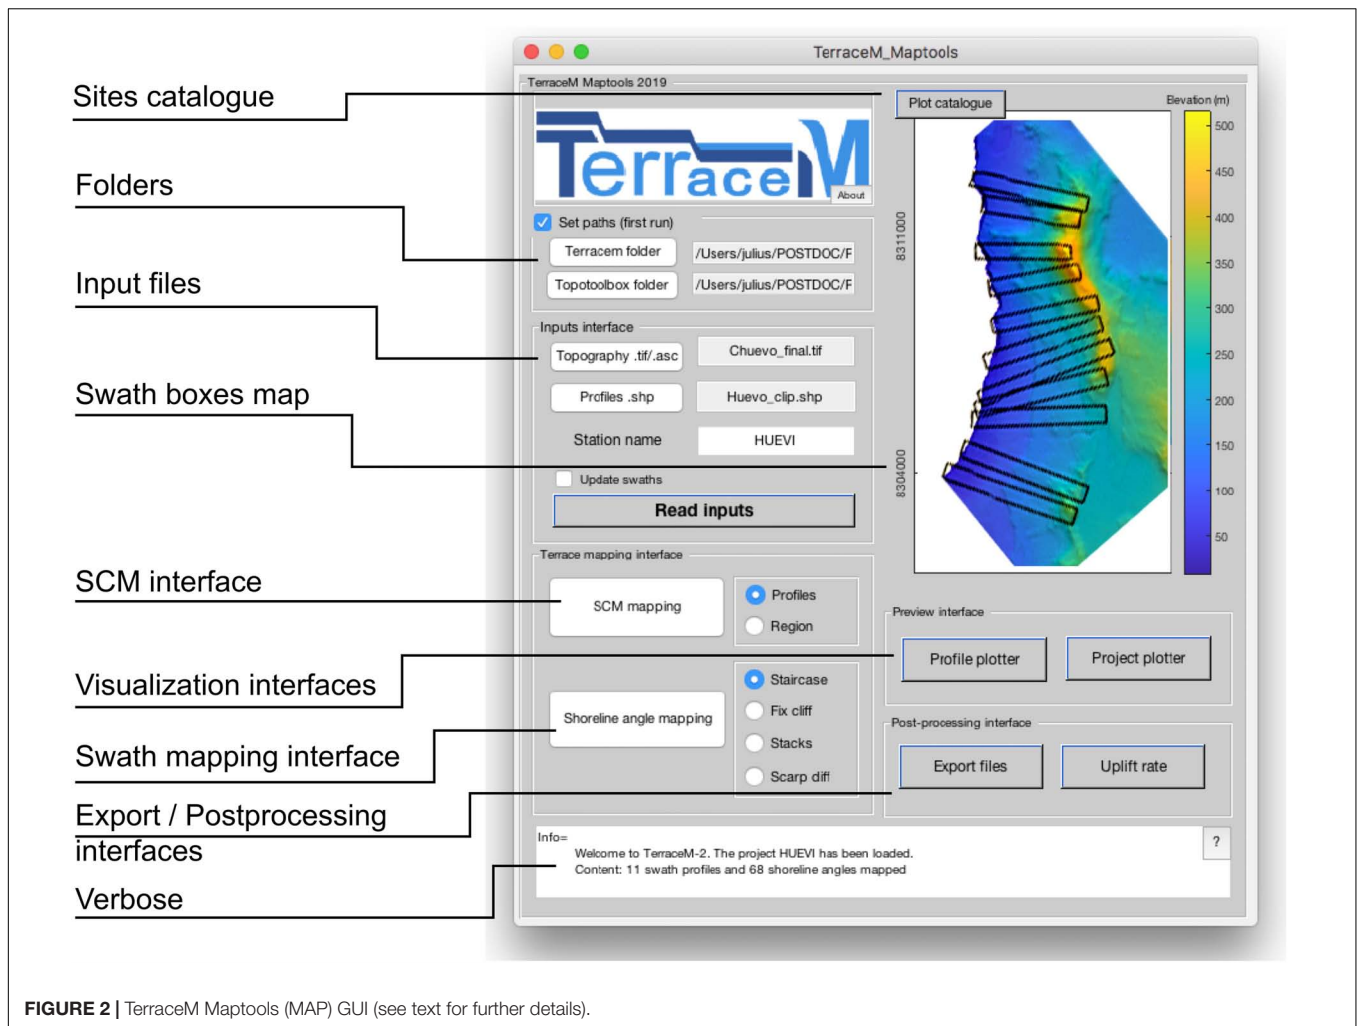 Sites catalogue
Folders
Input files
Swath boxes map
SCM interface
Visualization interfaces
Swath mapping interface
Export / Postprocessing
interfaces
Verbose
TerraceM_Maptools
TerraceM Maptools 2019
TerraceM
About
Set paths (first run)
Terracem folder
/Users/julius/POSTDOC/F
Topotoolbox folder
/Users/julius/POSTDOC/F
Inputs interface
Topography .tif/.asc
Chuevo_final.tif
Profiles .shp
Huevo_clip.shp
Station name
HUEVI
Update swaths
Read inputs
Terrace mapping interface
SCM mapping
Profiles
Region
Shoreline angle mapping
Staircase
Fix cliff
Stacks
Scarp diff
Plot catalogue
Elevation (m)
8311000
8304000
500
450
400
350
300
250
200
150
100
50
Preview interface
Profile plotter
Project plotter
Post-processing interface
Export files
Uplift rate
Info=
?
Welcome to TerraceM-2. The project HUEVI has been loaded.
Content: 11 swath profiles and 68 shoreline angles mapped
FIGURE 2 | TerraceM Maptools (MAP) GUI (see text for further details).